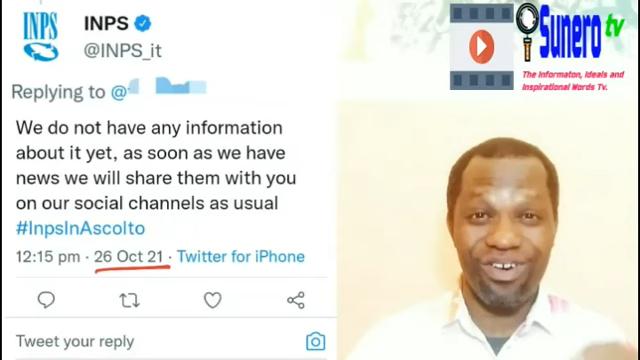 INPS
INPS
@INPS_it
Replying to @
We do not have any information
about it yet, as soon as we have
news we will share them with you
on our social channels as usual
#InpsInAscolto
12:15 pm · 26 Oct 21 · Twitter for iPhone
Tweet your reply
Sunero tv
The Informaton, Ideals and
Inspirational Words Tv.